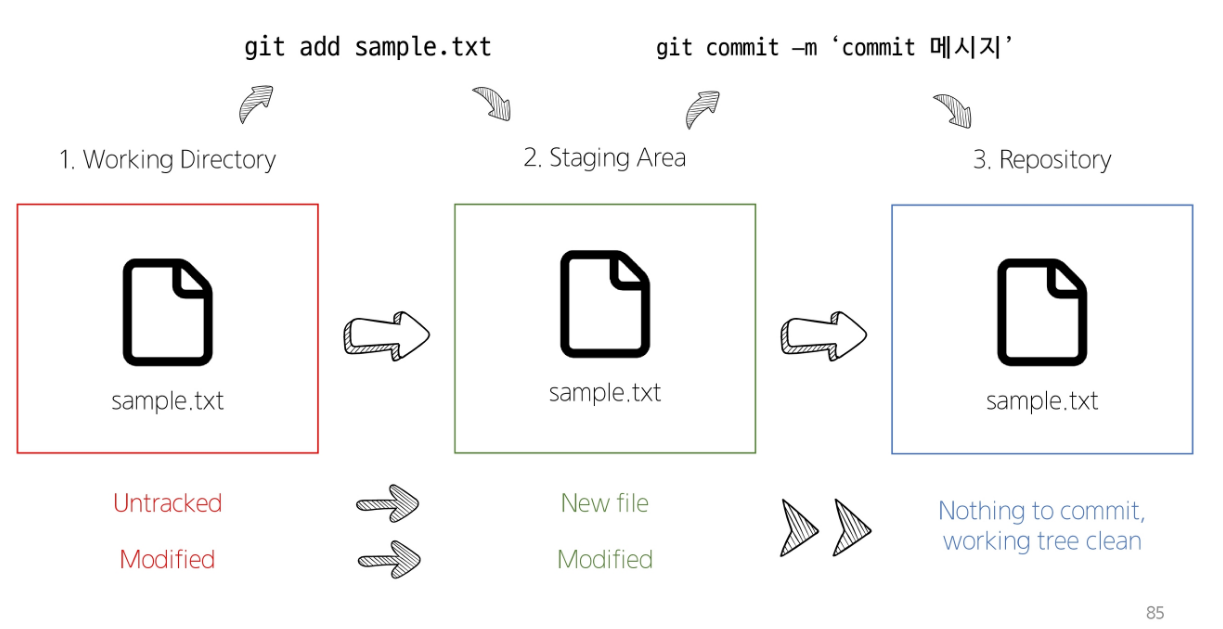 git add sample.txt
git commit –m ‘commit 메시지’
1. Working Directory
2. Staging Area
3. Repository
sample.txt
sample.txt
sample.txt
Untracked
New file
Nothing to commit,
working tree clean
Modified
Modified
85